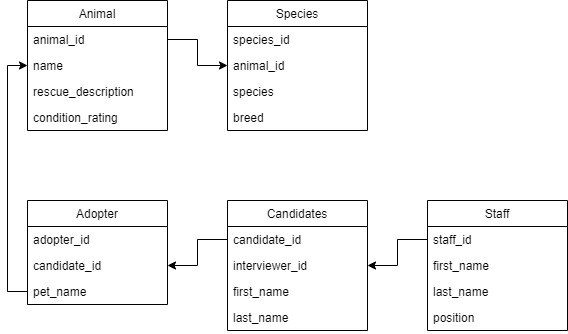 Animal
animal_id
name
rescue_description
condition_rating
Species
species_id
animal_id
species
breed
Adopter
adopter_id
candidate_id
pet_name
Candidates
candidate_id
interviewer_id
first_name
last_name
Staff
staff_id
first_name
last_name
position